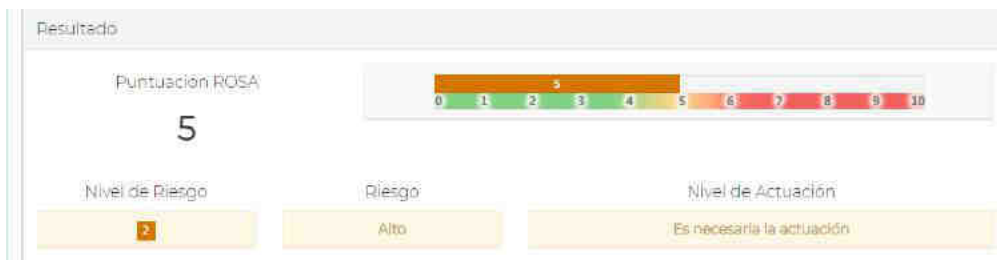 Resultado
Puntuación ROSA
5
5
0 1 2 3 4 5 6 7 8 9 10
Nivel de Riesgo Riesgo Nivel de Actuación
2 Alto Es necesaria la actuación